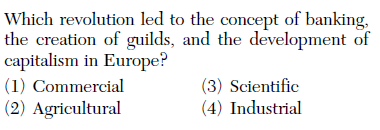 Which revolution led to the concept of banking,
the creation of guilds, and the development of
capitalism in Europe?
(1) Commercial (3) Scientific
(2) Agricultural (4) Industrial